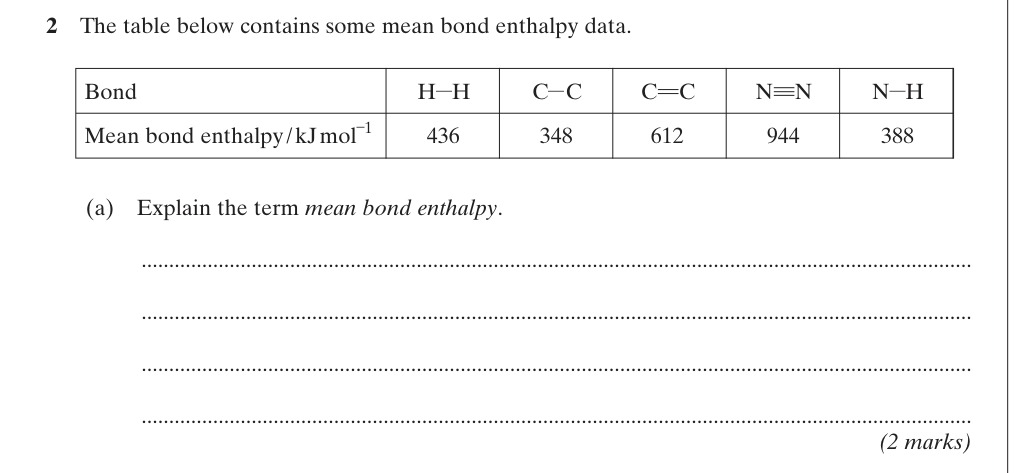 2 The table below contains some mean bond enthalpy data.
Bond H–H C–C C=C N≡N N–H
Mean bond enthalpy/kJ mol⁻¹ 436 348 612 944 388
(a) Explain the term mean bond enthalpy.
(2 marks)